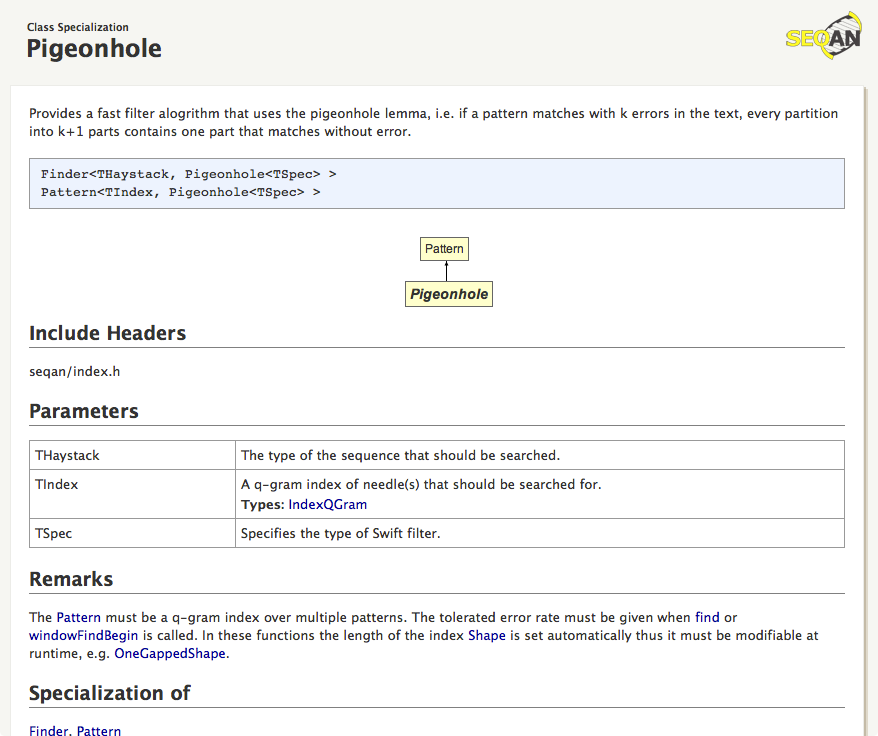 Class Specialization
Pigeonhole
SEQAN
Provides a fast filter alogrithm that uses the pigeonhole lemma, i.e. if a pattern matches with k errors in the text, every partition
into k+1 parts contains one part that matches without error.
Finder<THaystack, Pigeonhole<TSpec> >
Pattern<TIndex, Pigeonhole<TSpec> >
Pattern
Pigeonhole
Include Headers
seqan/index.h
Parameters
THaystack The type of the sequence that should be searched.
TIndex A q-gram index of needle(s) that should be searched for.
Types: IndexQGram
TSpec Specifies the type of Swift filter.
Remarks
The Pattern must be a q-gram index over multiple patterns. The tolerated error rate must be given when find or
windowFindBegin is called. In these functions the length of the index Shape is set automatically thus it must be modifiable at
runtime, e.g. OneGappedShape.
Specialization of
Finder, Pattern